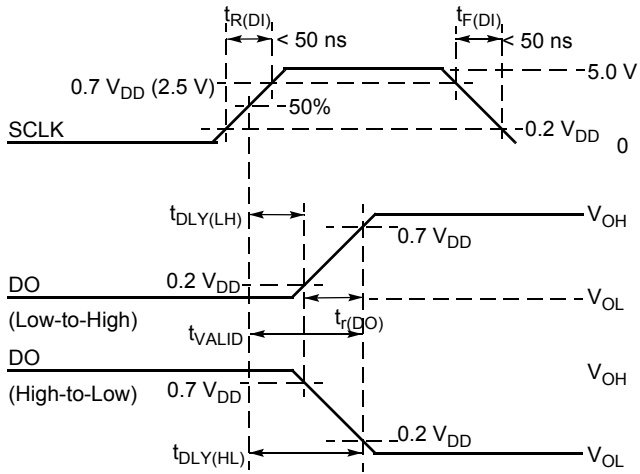 tR(DI) < 50 ns tF(DI) < 50 ns
5.0 V
0.7 VDD (2.5 V)
50%
SCLK 0.2 VDD 0
tDLY(LH) VOH
0.7 VDD
0.2 VDD
DO VOL
(Low-to-High) tr(DO)
tVALID
DO VOH
(High-to-Low) 0.7 VDD
0.2 VDD
tDLY(HL) VOL